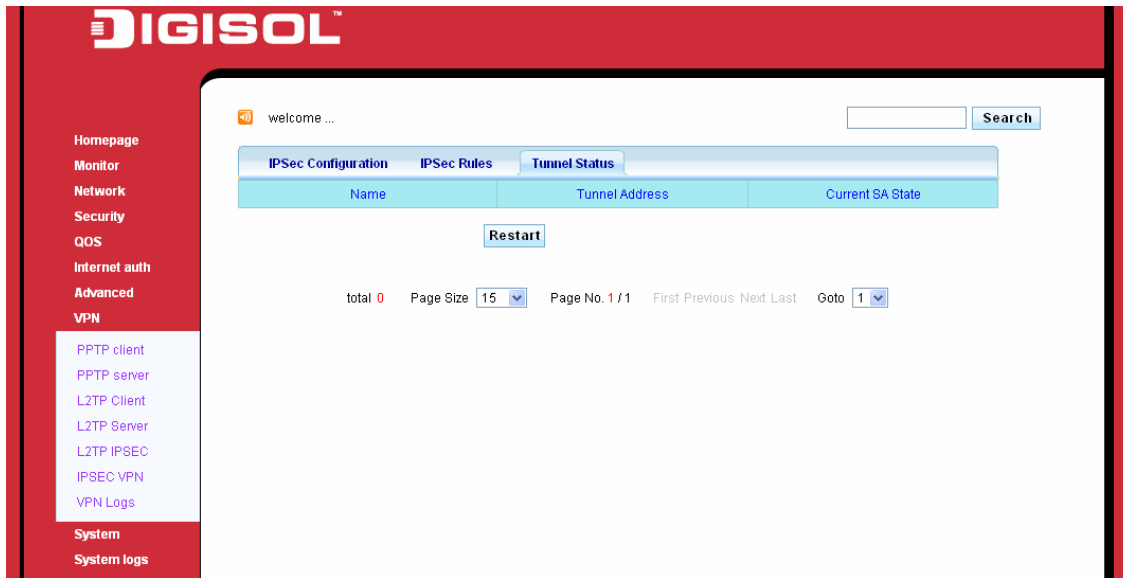 DIGISOL™
welcome ...
Search
Homepage
Monitor
Network
Security
QOS
Internet auth
Advanced
VPN
PPTP client
PPTP server
L2TP Client
L2TP Server
L2TP IPSEC
IPSEC VPN
VPN Logs
System
System logs
IPSec Configuration IPSec Rules Tunnel Status
Name Tunnel Address Current SA State
Restart
total 0 Page Size 15 Page No. 1 / 1 First Previous Next Last Goto 1